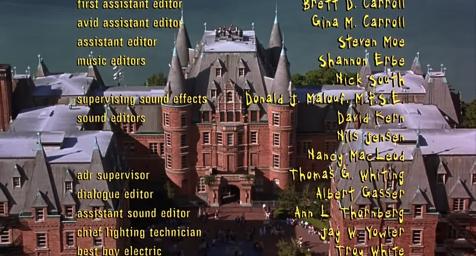 first assistant editor Brett D. Carroll
avid assistant editor Gina M. Carroll
assistant editor Steven Moe
music editors Shannon Erbe
Nick South
supervising sound effects Donald J. Malouf, M.P.S.E.
sound editors David Kern
Nils Jensen
Nancy MacLeod
adr supervisor Thomas G. Whiting
dialogue editor Albert Gasser
assistant sound editor Ann L. Thornberg
chief lighting technician Jay W. Yowler
best boy electric Troy White